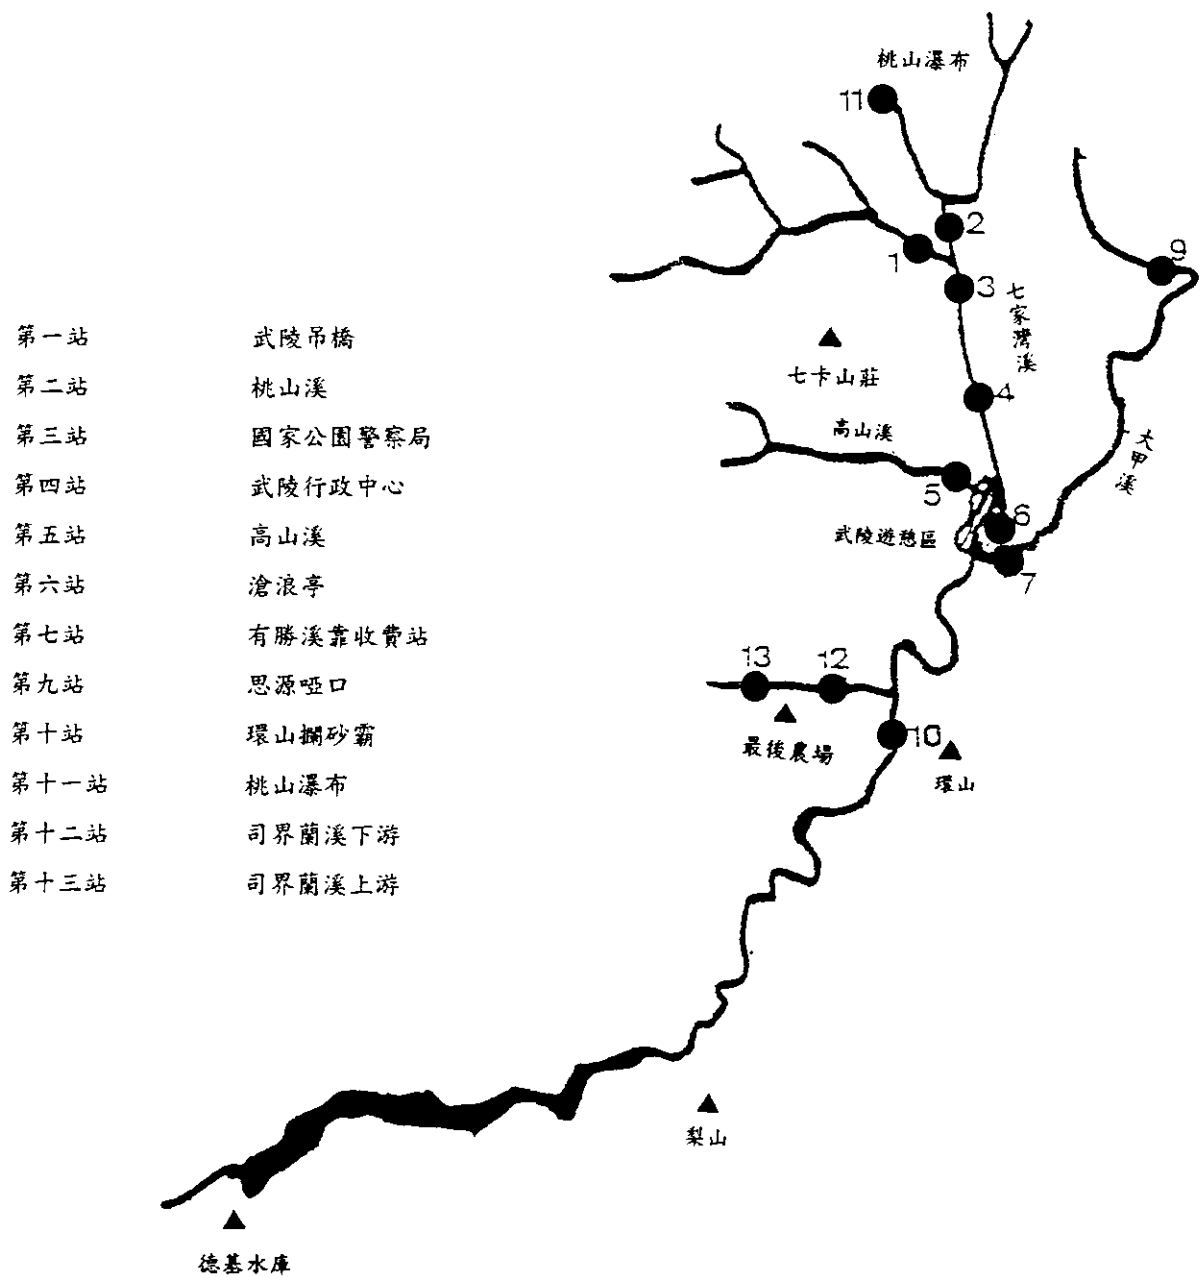 桃山瀑布
11
2
1
9
3
七家灣溪
第一站 武陵吊橋
七卡山莊
第二站 桃山溪
4
高山溪
大甲溪
第三站 國家公園警察局
第四站 武陵行政中心
5
6
武陵遊憩區
第五站 高山溪
7
第六站 滄浪亭
第七站 有勝溪靠收費站
13
12
第九站 思源啞口
第十站 環山攔砂霸
10
最後農場
環山
第十一站 桃山瀑布
第十二站 司界蘭溪下游
第十三站 司界蘭溪上游
梨山
德基水庫